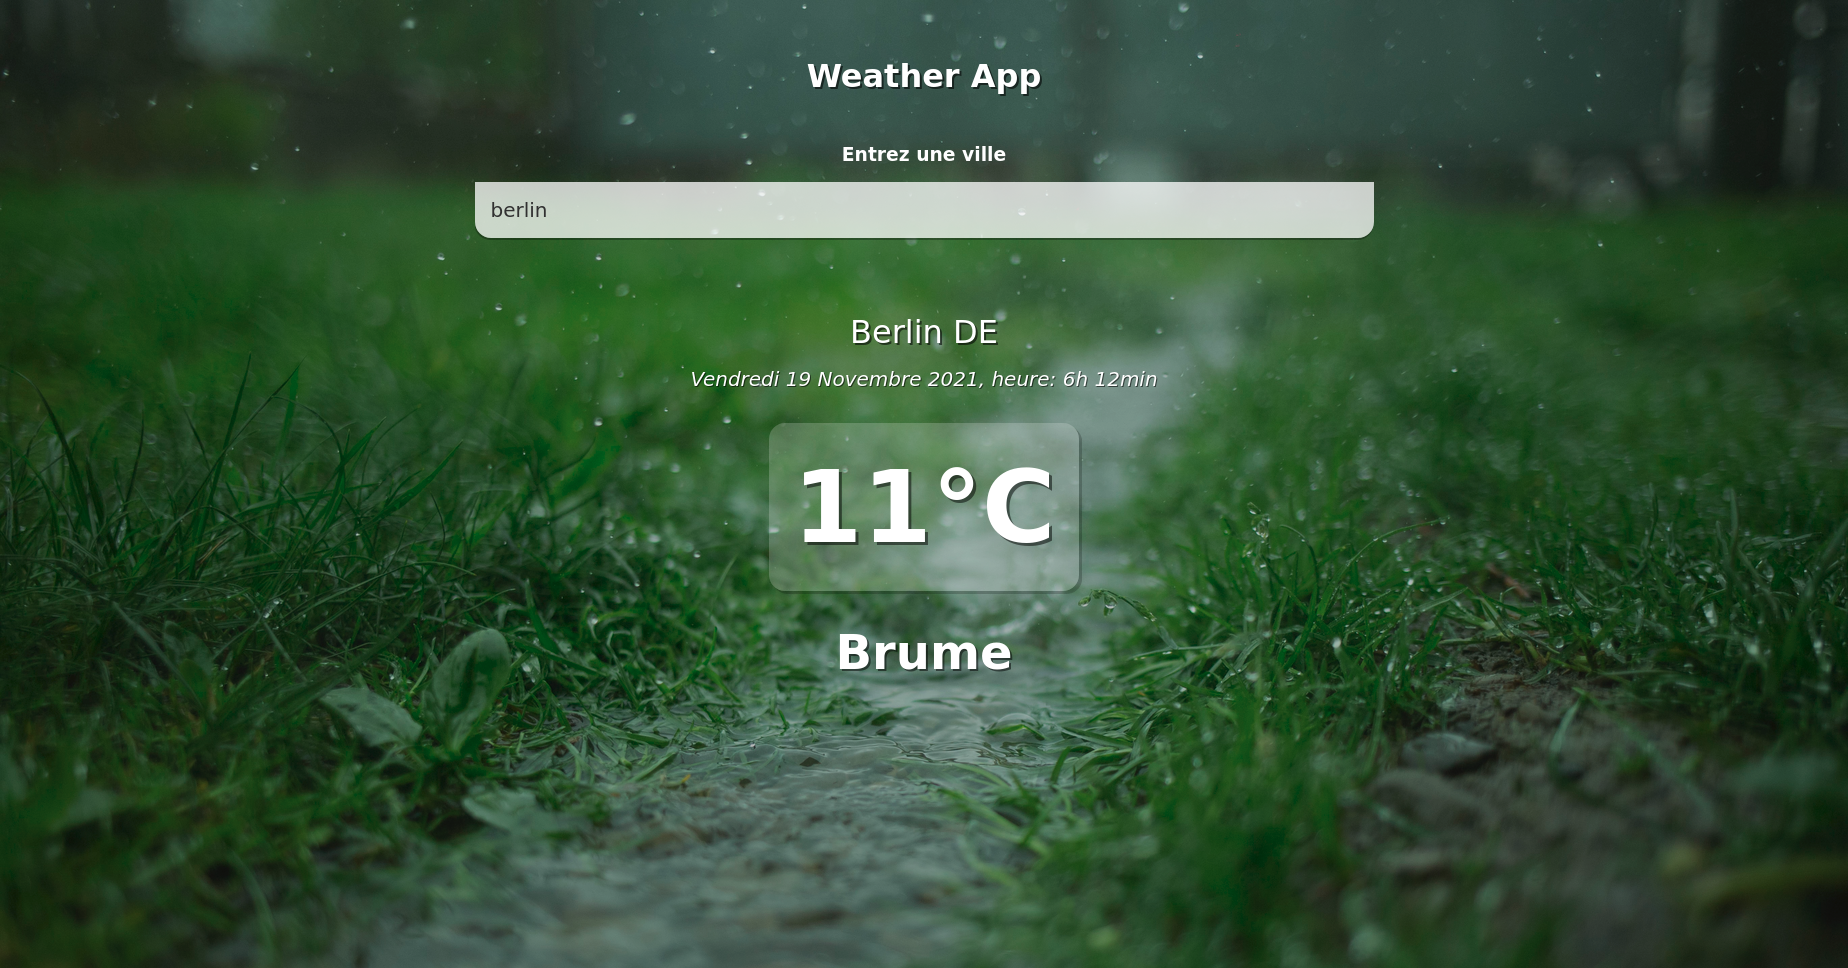 Weather App
Entrez une ville
berlin
Berlin DE
Vendredi 19 Novembre 2021, heure: 6h 12min
11°C
Brume